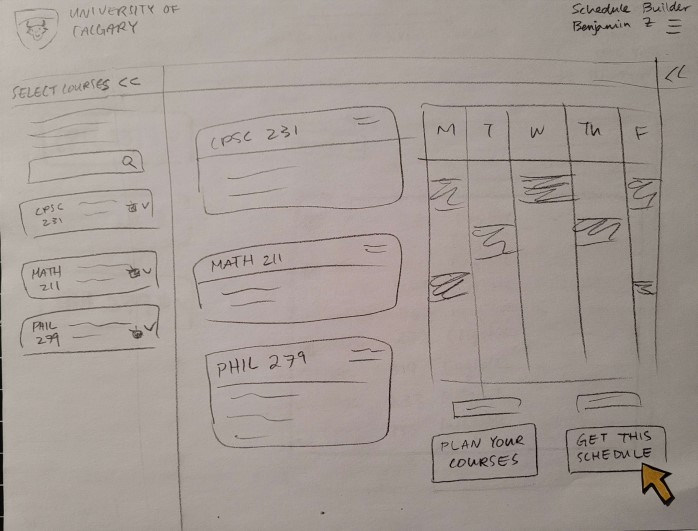 UNIVERSITY OF
CALGARY
Schedule Builder
Benjamin Z
SELECT COURSES <<
<<
Q
CPSC
231
MATH
211
PHIL
279
CPSC 231
MATH 211
PHIL 279
M T W Th F
PLAN YOUR
COURSES
GET THIS
SCHEDULE